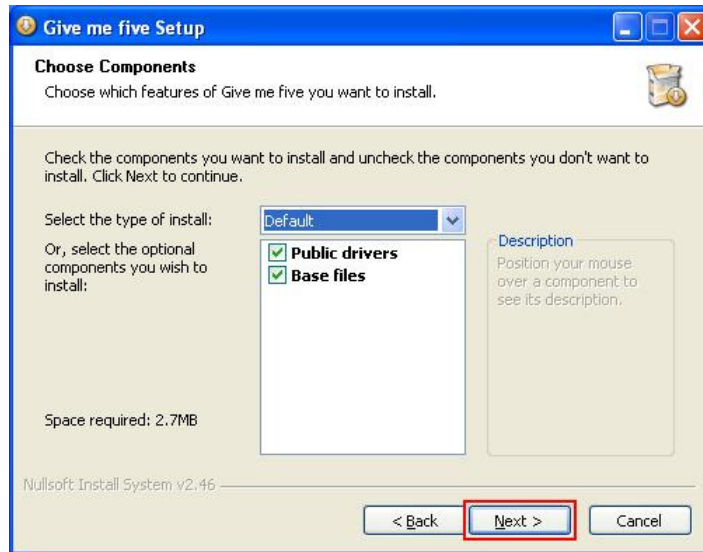 Give me five Setup
Choose Components
Choose which features of Give me five you want to install.
Check the components you want to install and uncheck the components you don't want to
install. Click Next to continue.
Select the type of install:
Default
Or, select the optional
components you wish to
install:
Public drivers
Base files
Description
Position your mouse
over a component to
see its description.
Space required: 2.7MB
Nullsoft Install System v2.46
< Back
Next >
Cancel